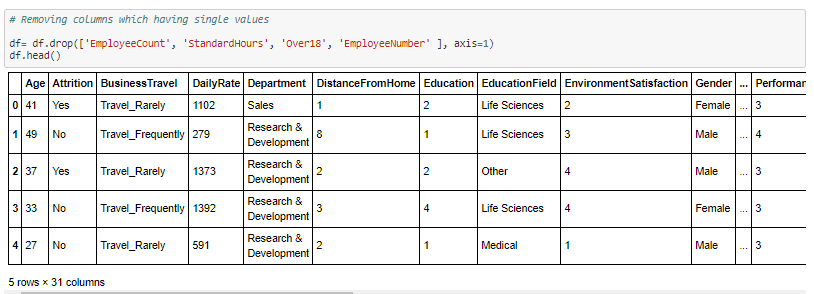 # Removing columns which having single values
df= df.drop(['EmployeeCount', 'StandardHours', 'Over18', 'EmployeeNumber' ], axis=1)
df.head()
Age Attrition BusinessTravel DailyRate Department DistanceFromHome Education EducationField EnvironmentSatisfaction Gender ... Performan
0 41 Yes Travel_Rarely 1102 Sales 1 2 Life Sciences 2 Female ... 3
1 49 No Travel_Frequently 279 Research & Development 8 1 Life Sciences 3 Male ... 4
2 37 Yes Travel_Rarely 1373 Research & Development 2 2 Other 4 Male ... 3
3 33 No Travel_Frequently 1392 Research & Development 3 4 Life Sciences 4 Female ... 3
4 27 No Travel_Rarely 591 Research & Development 2 1 Medical 1 Male ... 3
5 rows × 31 columns